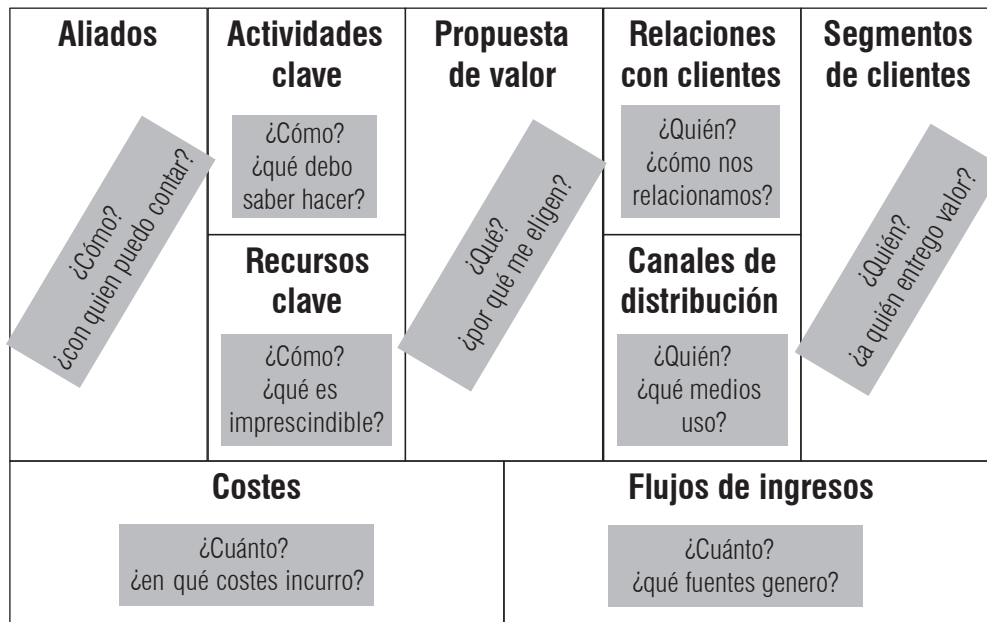 Aliados
¿Cómo?
¿con quien puedo contar?
Actividades
clave
¿Cómo?
¿qué debo
saber hacer?
Recursos
clave
¿Cómo?
¿qué es
imprescindible?
Propuesta
de valor
¿Qué?
¿por qué me eligen?
Relaciones
con clientes
¿Quién?
¿cómo nos
relacionamos?
Canales de
distribución
¿Quién?
¿qué medios
uso?
Segmentos
de clientes
¿Quién?
¿a quién entrego valor?
Costes
¿Cuánto?
¿en qué costes incurro?
Flujos de ingresos
¿Cuánto?
¿qué fuentes genero?